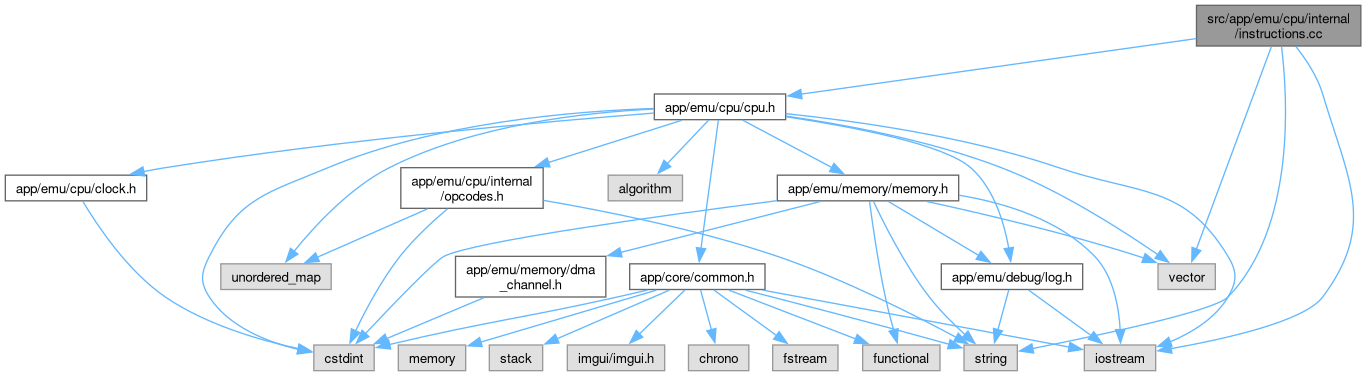 src/app/emu/cpu/internal
/instructions.cc
app/emu/cpu/cpu.h
app/emu/cpu/clock.h
app/emu/cpu/internal
/opcodes.h
algorithm
app/emu/memory/memory.h
unordered_map
app/emu/memory/dma
_channel.h
app/core/common.h
app/emu/debug/log.h
vector
cstdint
memory
stack
imgui/imgui.h
chrono
fstream
functional
string
iostream